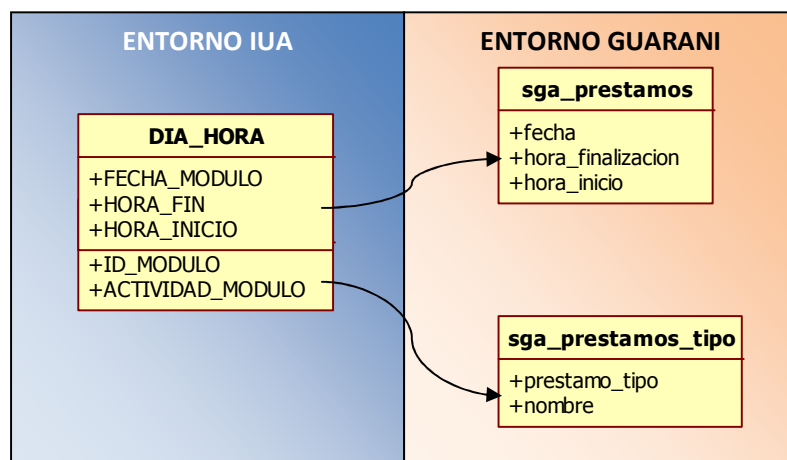 ENTORNO IUA
DIA_HORA
+FECHA_MODULO
+HORA_FIN
+HORA_INICIO
+ID_MODULO
+ACTIVIDAD_MODULO
ENTORNO GUARANI
sga_prestamos
+fecha
+hora_finalizacion
+hora_inicio
sga_prestamos_tipo
+prestamo_tipo
+nombre